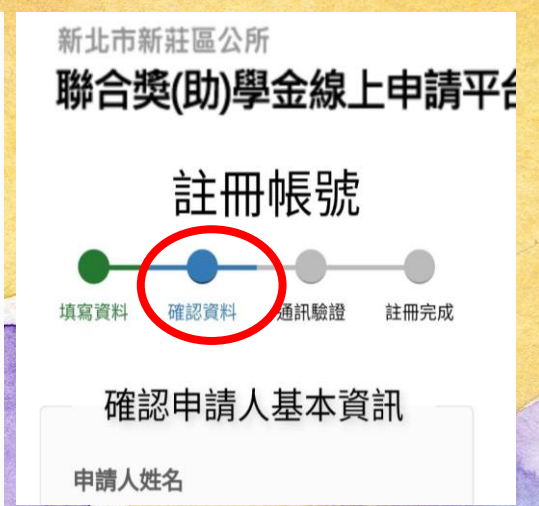 新北市新莊區公所
聯合獎(助)學金線上申請平台
註冊帳號
填寫資料 確認資料 通訊驗證 註冊完成
確認申請人基本資訊
申請人姓名